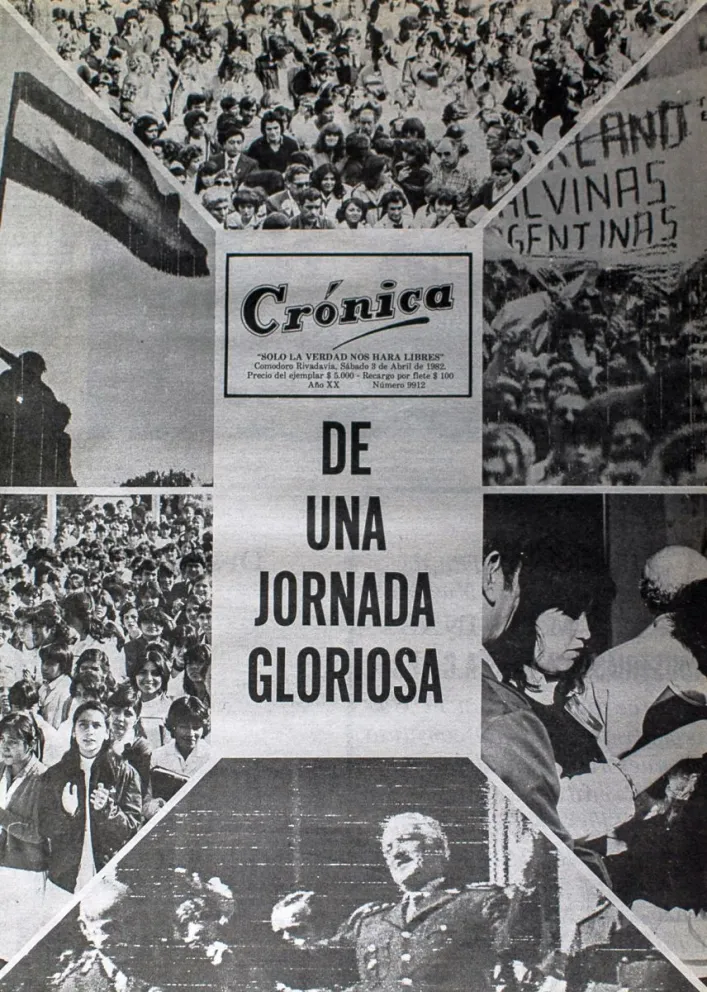 LVINAS
GENTINAS
Crónica
"SOLO LA VERDAD NOS HARA LIBRES"
Comodoro Rivadavia, Sábado 3 de Abril de 1982.
Precio del ejemplar $ 5.000 - Recargo por flete $ 100
Año XX Número 9912
DE
UNA
JORNADA
GLORIOSA